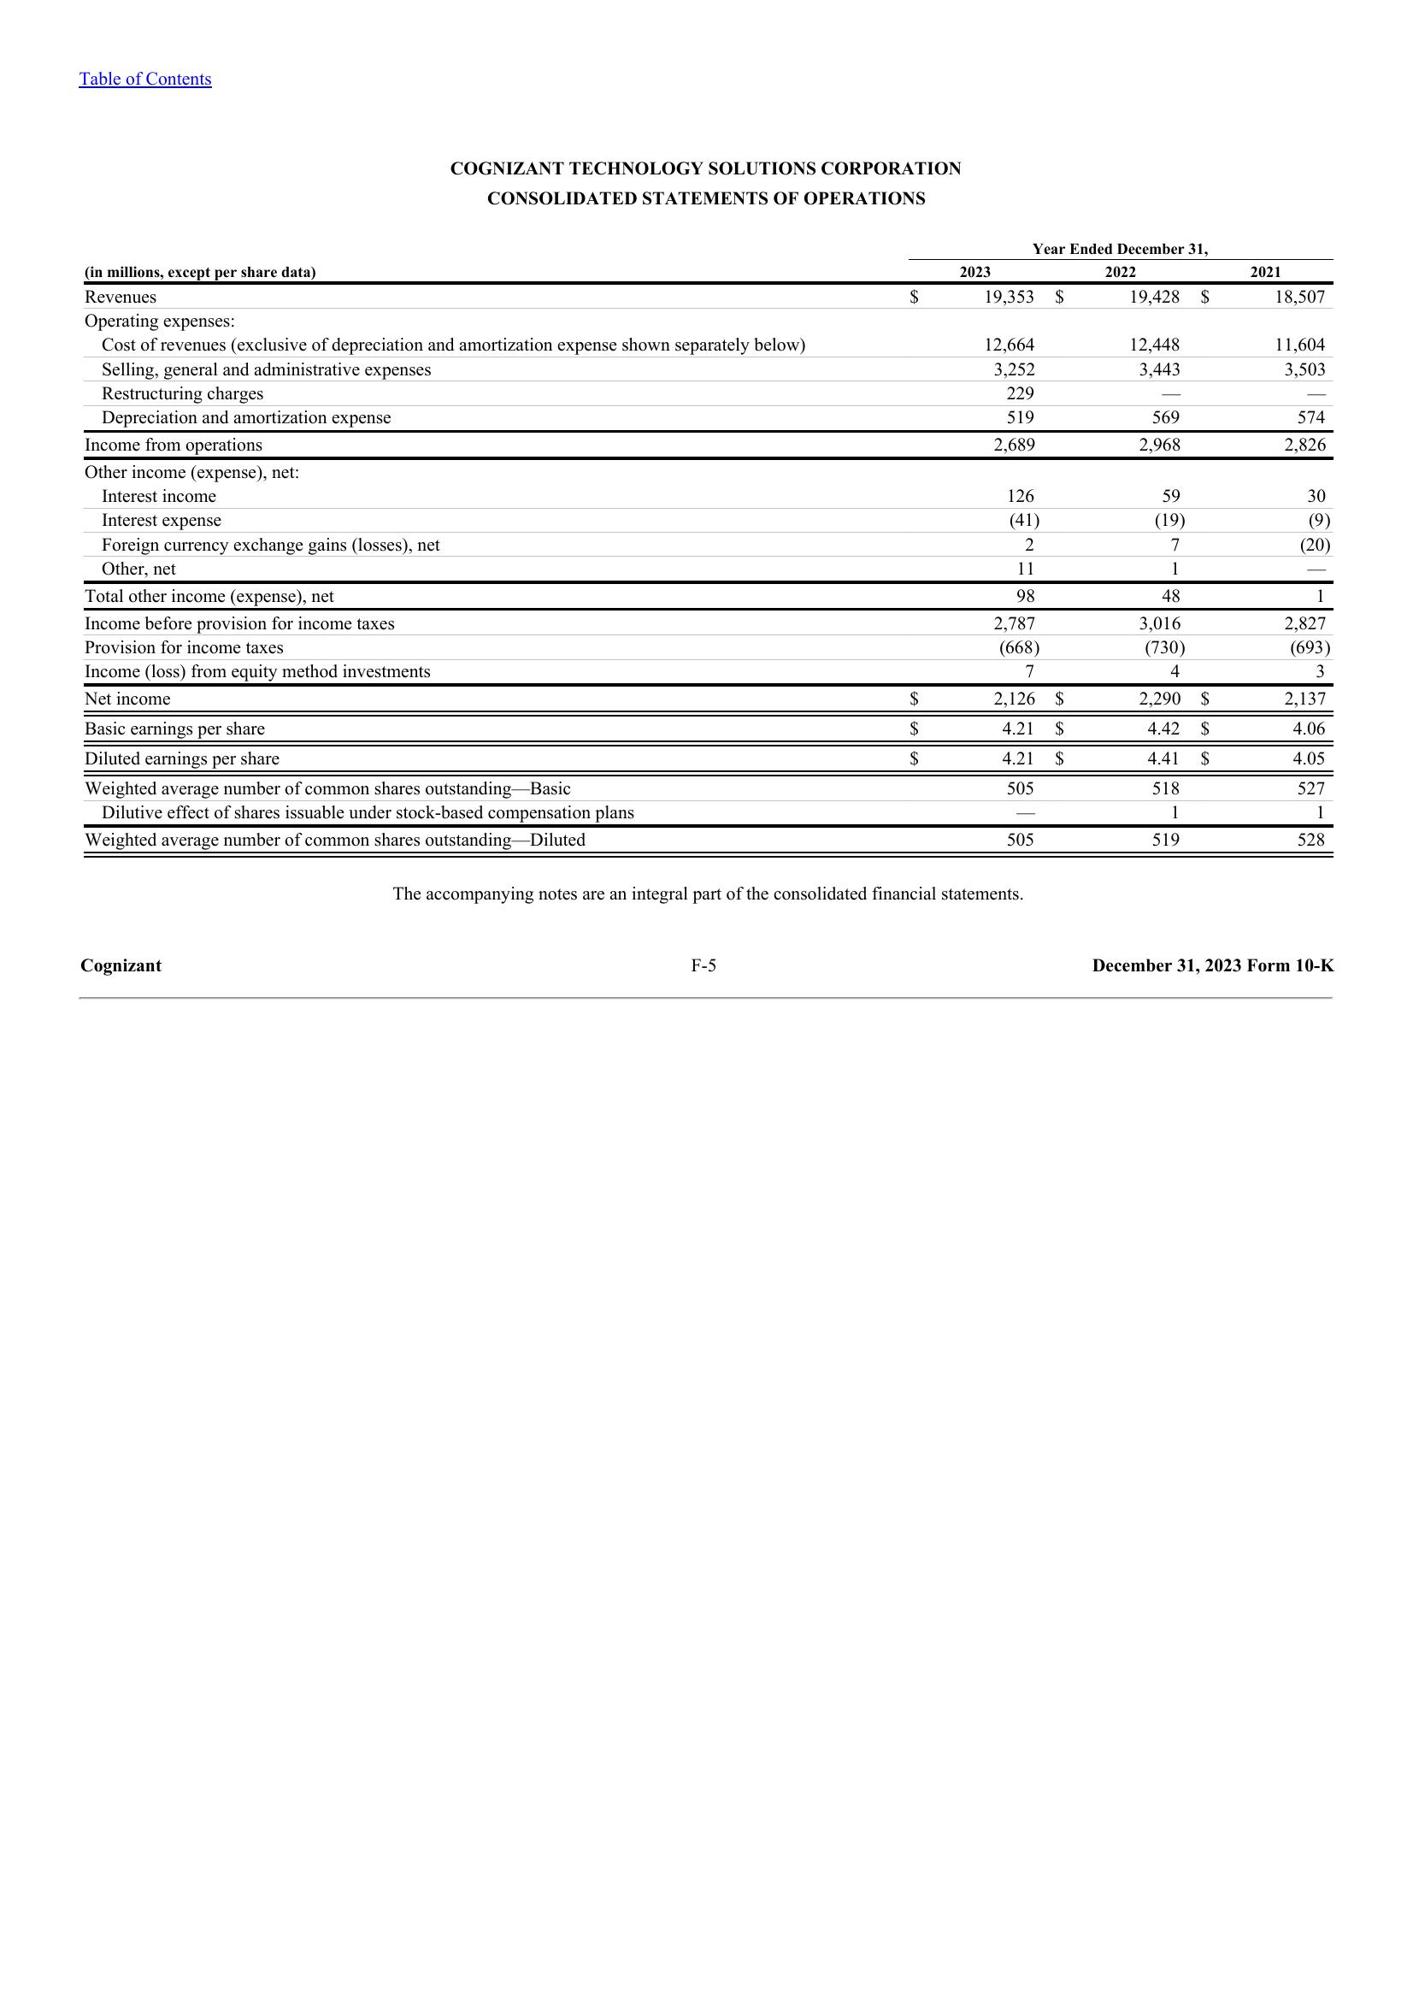 Table of Contents
COGNIZANT TECHNOLOGY SOLUTIONS CORPORATION
CONSOLIDATED STATEMENTS OF OPERATIONS
Year Ended December 31,
(in millions, except per share data) 2023 2022 2021
Revenues $ 19,353 $ 19,428 $ 18,507
Operating expenses:
Cost of revenues (exclusive of depreciation and amortization expense shown separately below) 12,664 12,448 11,604
Selling, general and administrative expenses 3,252 3,443 3,503
Restructuring charges 229 — —
Depreciation and amortization expense 519 569 574
Income from operations 2,689 2,968 2,826
Other income (expense), net:
Interest income 126 59 30
Interest expense (41) (19) (9)
Foreign currency exchange gains (losses), net 2 7 (20)
Other, net 11 1 —
Total other income (expense), net 98 48 1
Income before provision for income taxes 2,787 3,016 2,827
Provision for income taxes (668) (730) (693)
Income (loss) from equity method investments 7 4 3
Net income $ 2,126 $ 2,290 $ 2,137
Basic earnings per share $ 4.21 $ 4.42 $ 4.06
Diluted earnings per share $ 4.21 $ 4.41 $ 4.05
Weighted average number of common shares outstanding—Basic 505 518 527
Dilutive effect of shares issuable under stock-based compensation plans — 1 1
Weighted average number of common shares outstanding—Diluted 505 519 528
The accompanying notes are an integral part of the consolidated financial statements.
Cognizant F-5 December 31, 2023 Form 10-K